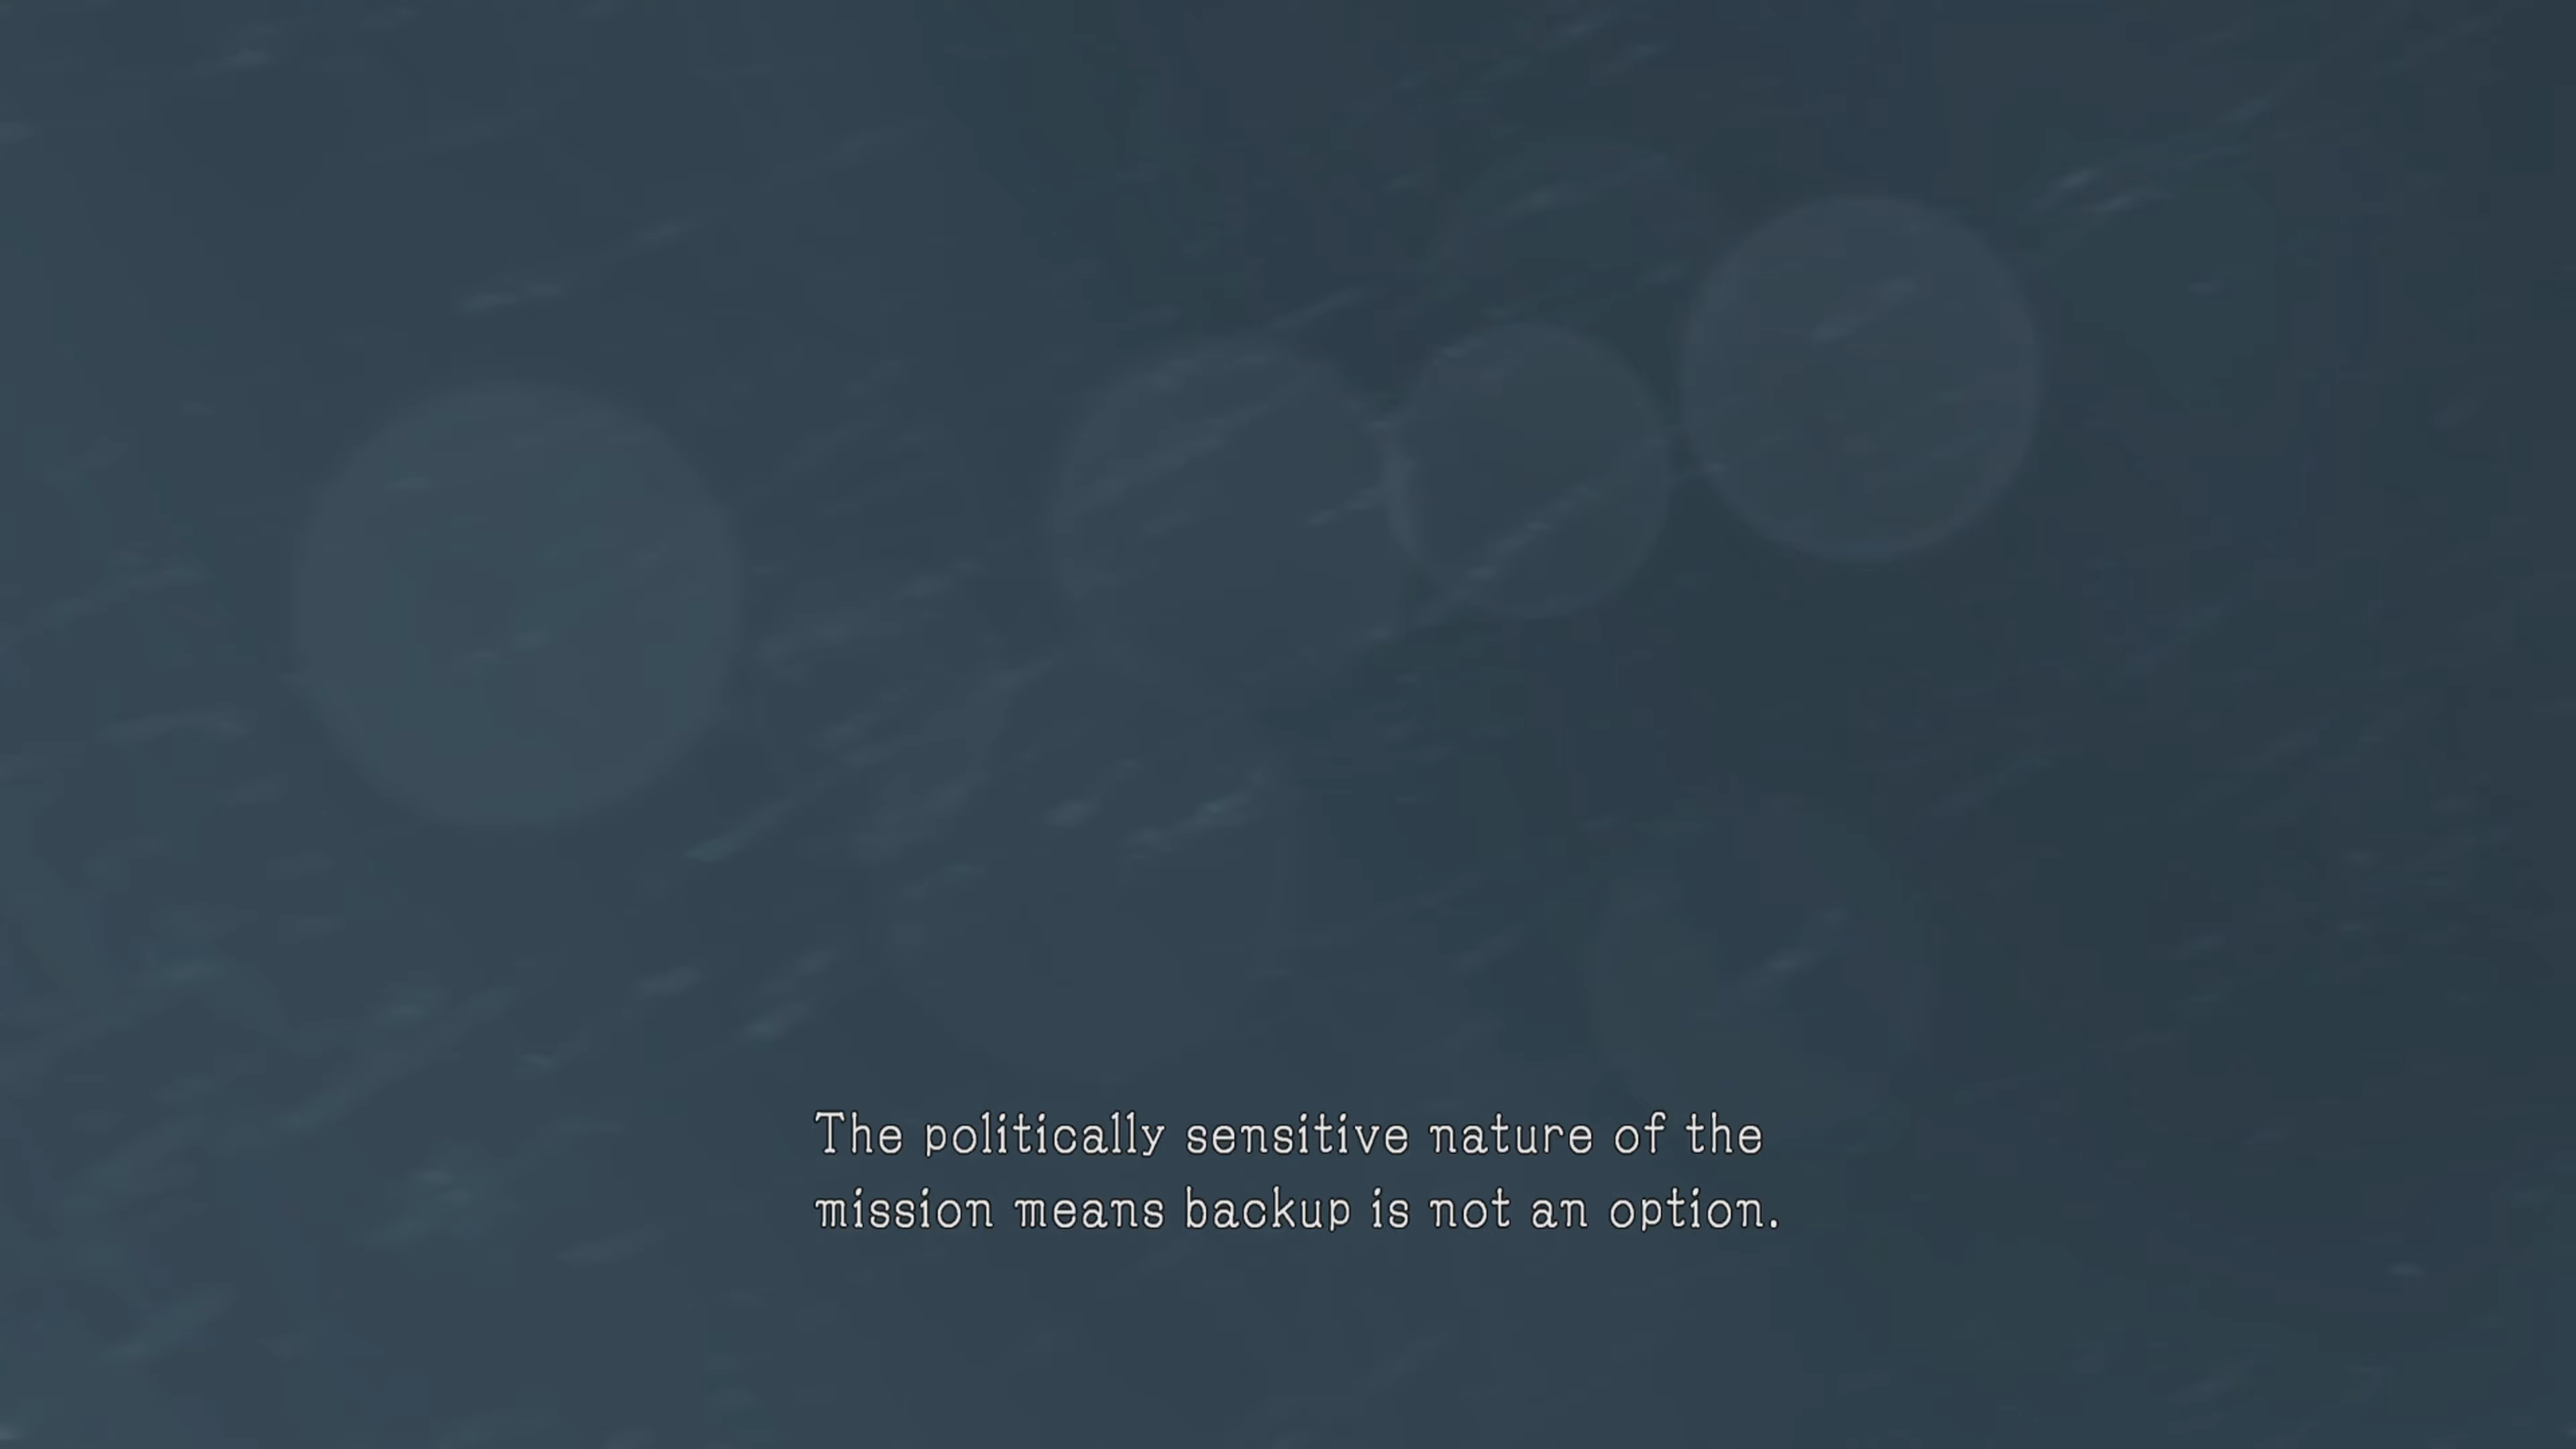 The politically sensitive nature of the
mission means backup is not an option.